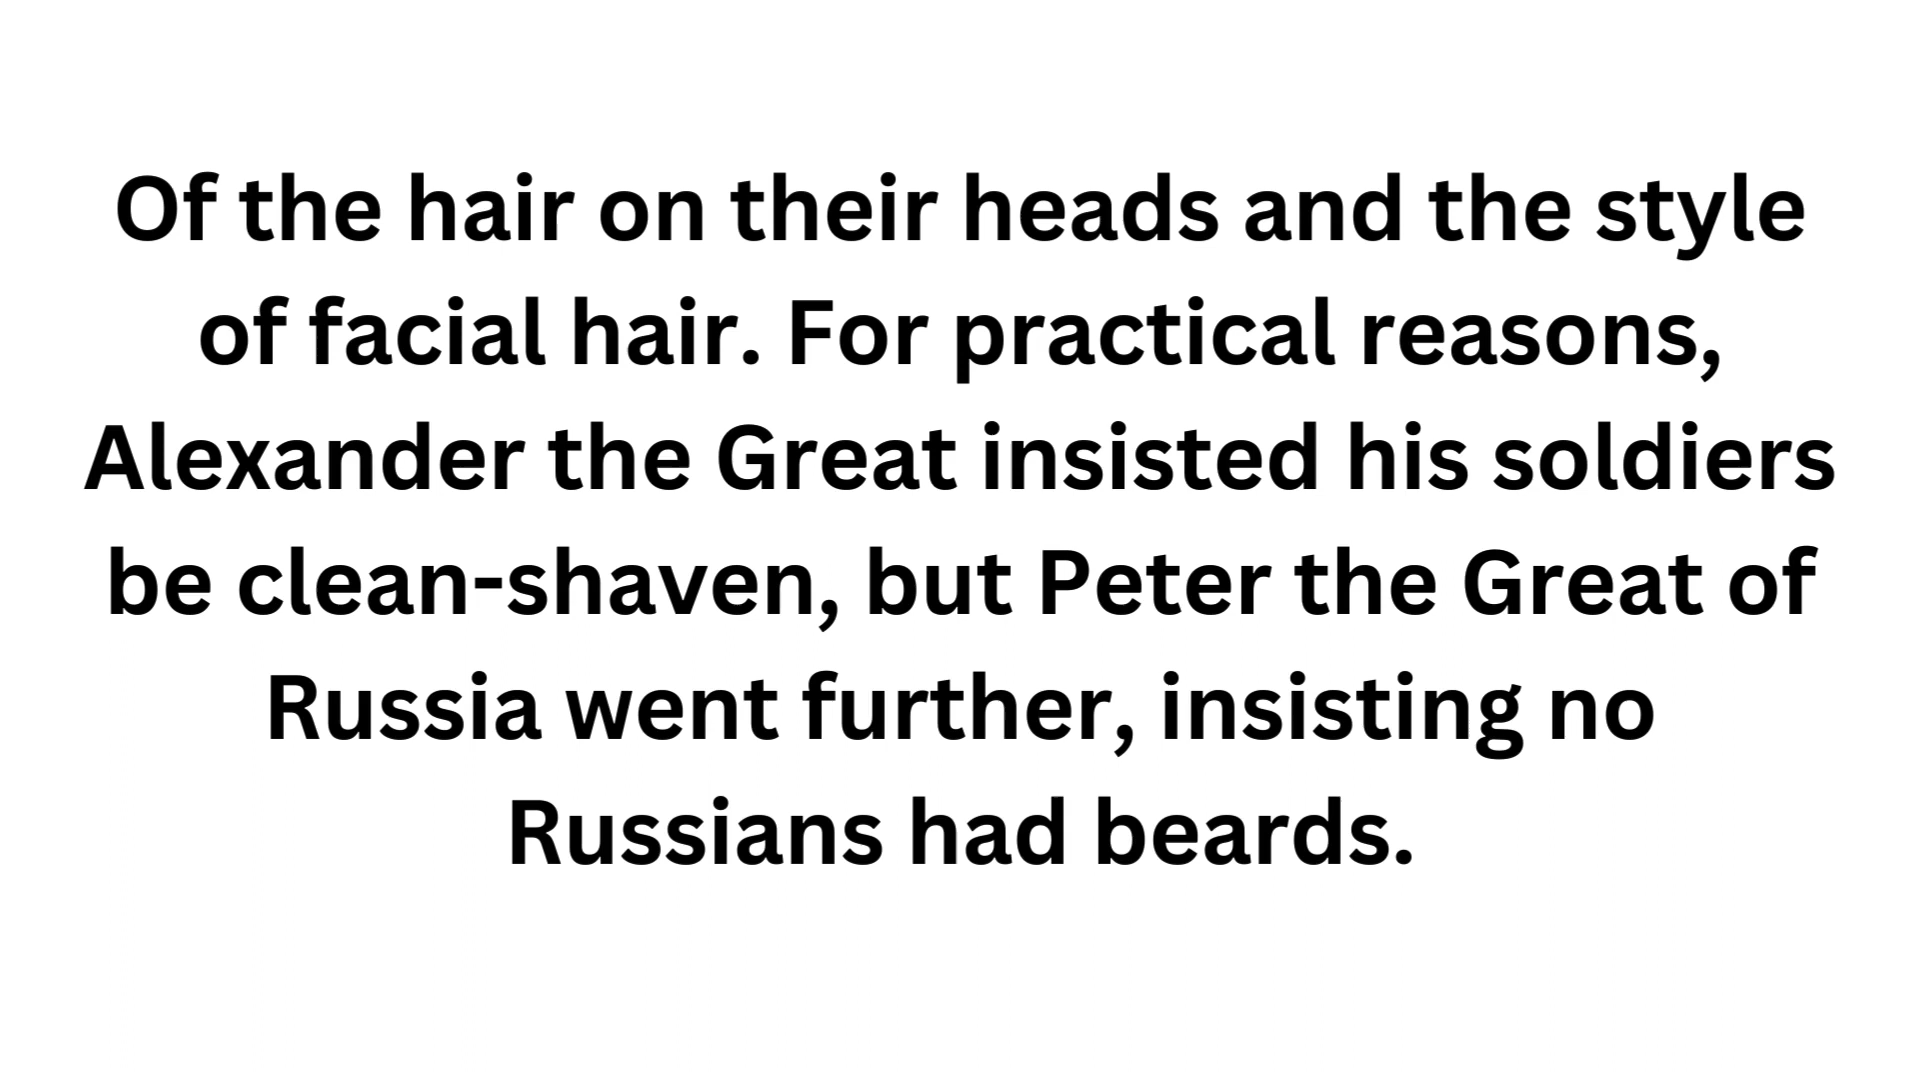 Of the hair on their heads and the style
of facial hair. For practical reasons,
Alexander the Great insisted his soldiers
be clean-shaven, but Peter the Great of
Russia went further, insisting no
Russians had beards.